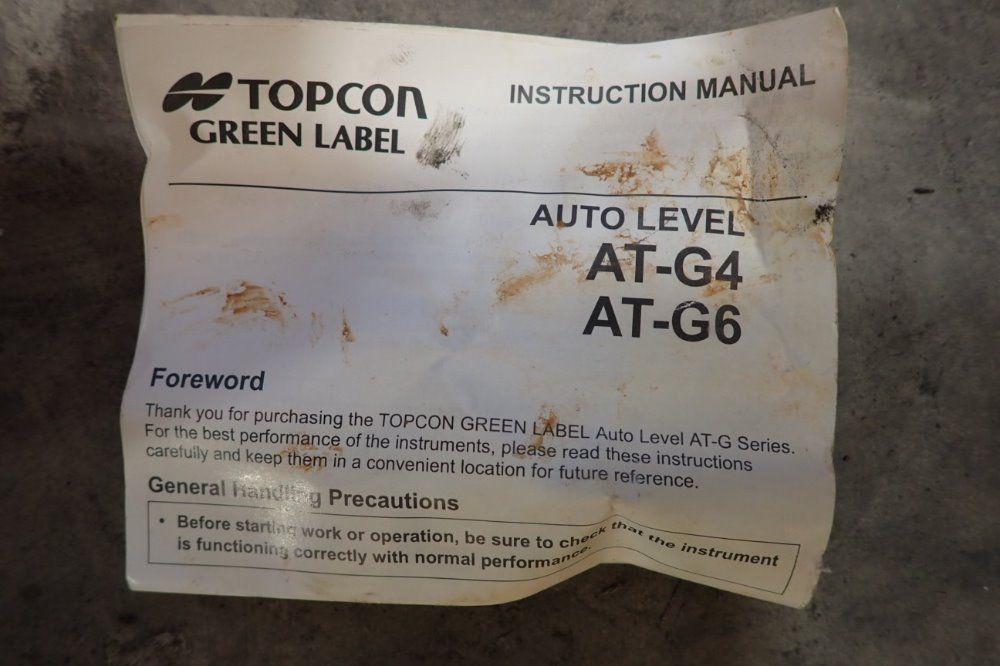 TOPCON
GREEN LABEL
INSTRUCTION MANUAL
AUTO LEVEL
AT-G4
AT-G6
Foreword
Thank you for purchasing the TOPCON GREEN LABEL Auto Level AT-G Series.
For the best performance of the instruments, please read these instructions
carefully and keep them in a convenient location for future reference.
General Handling Precautions
• Before starting work or operation, be sure to check that the instrument
is functioning correctly with normal performance.